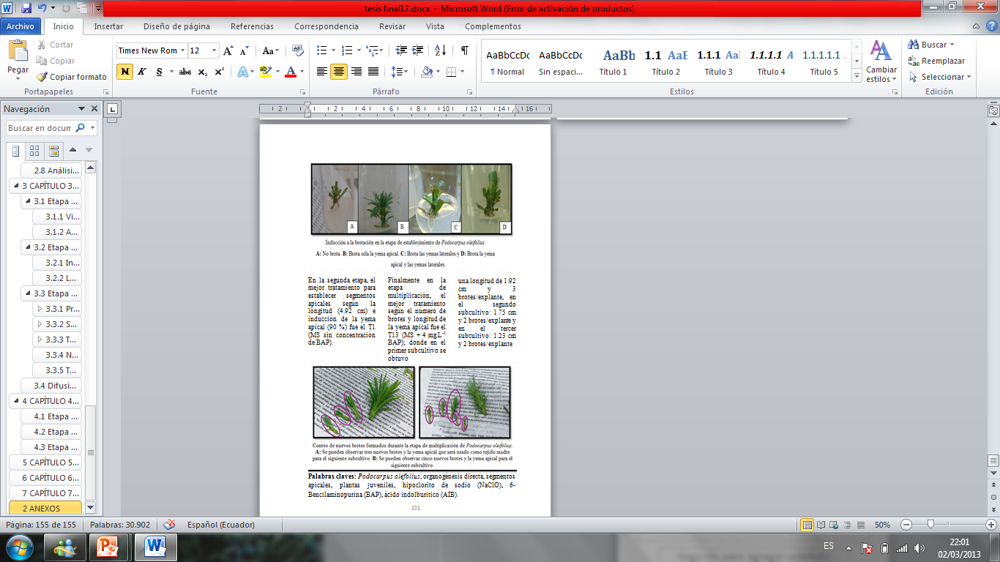 tesis final17.docx - Microsoft Word (Error de activación de productos)
Archivo Inicio Insertar Diseño de página Referencias Correspondencia Revisar Vista Complementos
Pegar
Cortar
Copiar
Copiar formato
Portapapeles
Times New Rom 12
N K S abc x₂ x² A ab A
Aa
Fuente
Párrafo
AaBbCcDc AaBbCcDc AaBb 1.1 AaE 1.1.1 Aal 1.1.1.1 A 1.1.1.1.1
¶ Normal Sin espaci... Título 1 Título 2 Título 3 Título 4 Título 5
Estilos
Cambiar estilos
Buscar
Reemplazar
Seleccionar
Edición
Navegación
Buscar en docum
2.8 Análisi...
3 CAPÍTULO 3...
3.1 Etapa ...
3.1.1 Vi...
3.1.2 A...
3.2 Etapa ...
3.2.1 In...
3.2.2 L...
3.3 Etapa ...
3.3.1 Pr...
3.3.2 S...
3.3.3 T...
3.3.4 N...
3.3.5 T...
3.4 Difusi...
4 CAPÍTULO 4...
4.1 Etapa ...
4.2 Etapa ...
4.3 Etapa ...
5 CAPÍTULO 5...
6 CAPÍTULO 6...
7 CAPÍTULO 7...
2 ANEXOS
2 2 4 6 8 10 12 14 16
A B C D
Inducción a la brotación en la etapa de establecimiento de Podocarpus oleifolius.
A: No brota. B: Brota sola la yema apical. C: Brota las yemas laterales y D: Brota la yema
apical y las yemas laterales.
En la segunda etapa, el
mejor tratamiento para
establecer segmentos
apicales según la
longitud (4.92 cm) e
inducción de la yema
apical (90 %) fue el T1
(MS sin concentración
de BAP).
Finalmente en la
etapa de
multiplicación, el
mejor tratamiento
según el número de
brotes y longitud de
la yema apical fue el
T13 (MS + 4 mgL⁻¹
BAP); donde en el
primer subcultivo se
obtuvo
una longitud de 1.92
cm y 3
brotes/explante, en
el segundo
subcultivo: 1.75 cm
y 2 brotes/explante y
en el tercer
subcultivo: 1.23 cm
y 2 brotes/explante
Conteo de nuevos brotes formados durante la etapa de multiplicación de Podocarpus oleifolius.
A: Se pueden observar tres nuevos brotes y la yema apical que será usado como tejido madre
para el siguiente subcultivo. B: Se pueden observar cinco nuevos brotes y la yema apical para el
siguiente subcultivo.
Palabras claves: Podocarpus olefolius, organogénesis directa, segmentos
apicales, plantas juveniles, hipoclorito de sodio (NaClO), 6-
Bencilaminopurina (BAP), ácido indolburitico (AIB).
131
Página: 155 de 155 Palabras: 30.902 Español (Ecuador) 50%
ES 22:01
02/03/2013